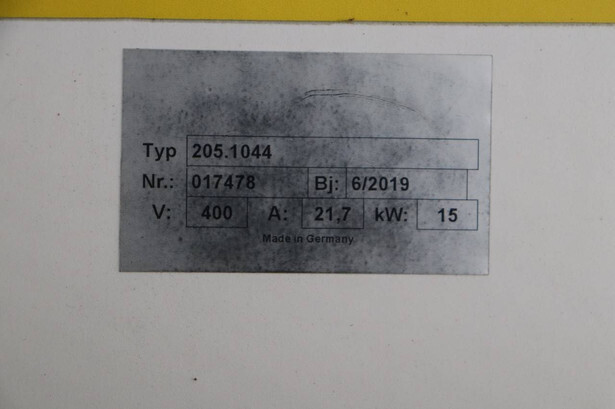 Typ 205.1044
Nr.: 017478 Bj: 6/2019
V: 400 A: 21,7 kW: 15
Made in Germany